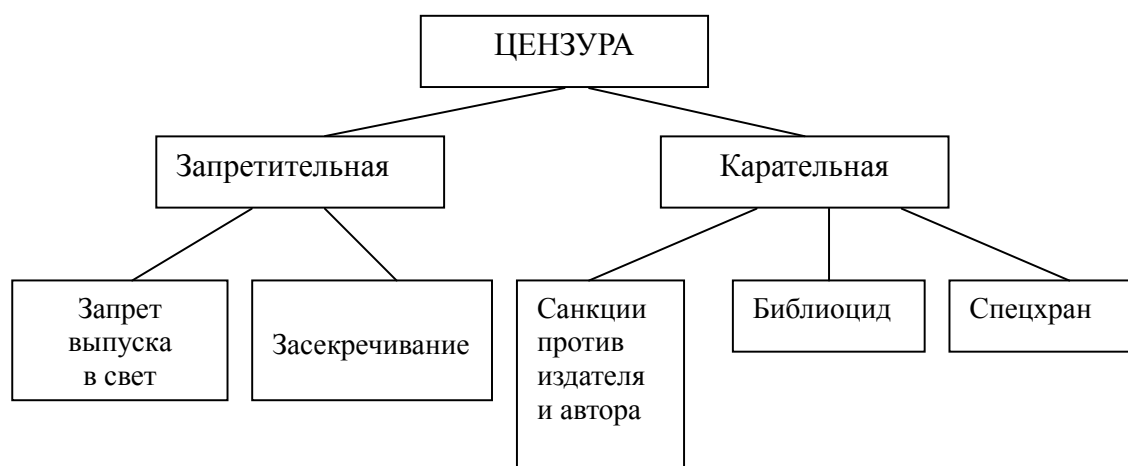 ЦЕНЗУРА
Запретительная
Карательная
Запрет
выпуска
в свет
Засекречивание
Санкции
против
издателя
и автора
Библиоцид
Спецхран